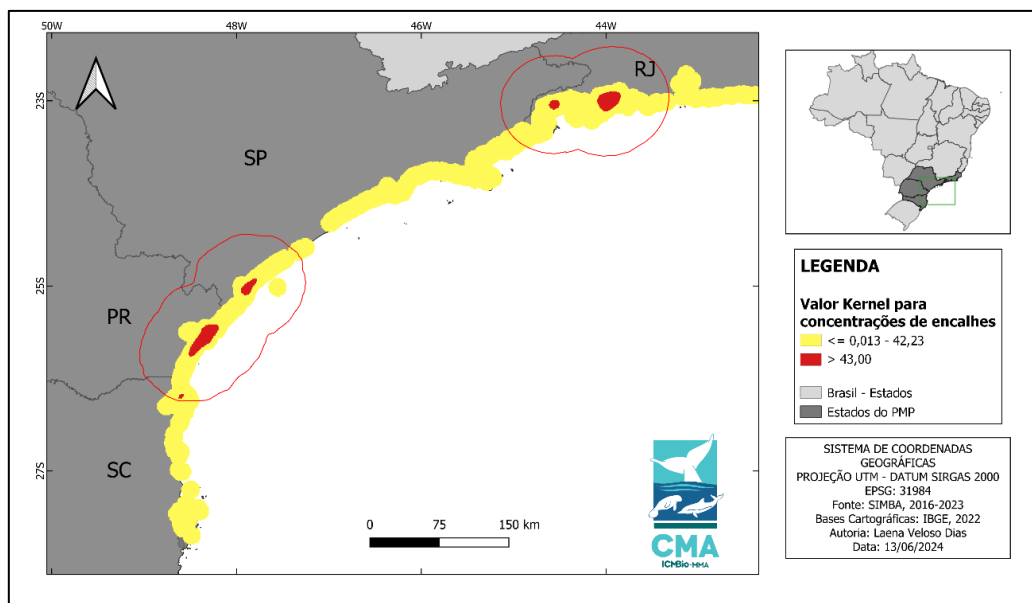 50W
48W
46W
44W
23S
25S
27S
RJ
SP
PR
SC
0
75
150 km
CMA
ICMBio-MMA
LEGENDA
Valor Kernel para
concentrações de encalhes
<= 0,013 - 42,23
> 43,00
Brasil - Estados
Estados do PMP
SISTEMA DE COORDENADAS
GEOGRÁFICAS
PROJEÇÃO UTM - DATUM SIRGAS 2000
EPSG: 31984
Fonte: SIMBA, 2016-2023
Bases Cartográficas: IBGE, 2022
Autoria: Laena Veloso Dias
Data: 13/06/2024